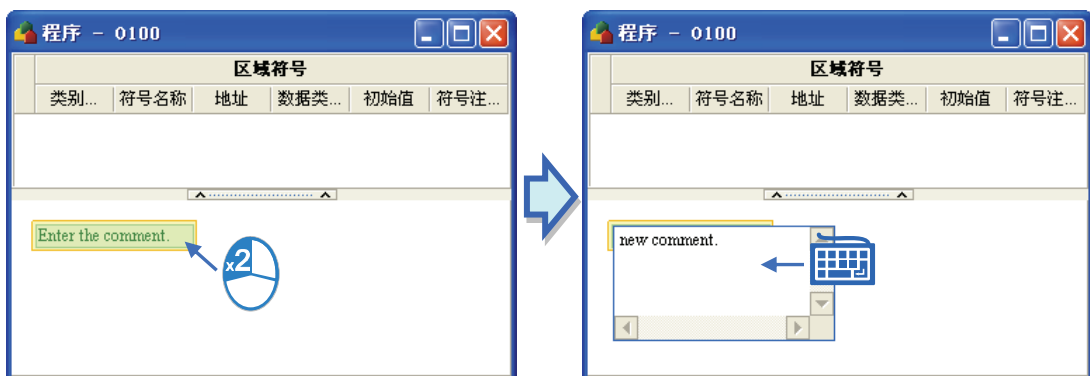 程序 - 0100
区域符号
类别... 符号名称 地址 数据类... 初始值 符号注...
Enter the comment.
x2
程序 - 0100
区域符号
类别... 符号名称 地址 数据类... 初始值 符号注...
new comment.